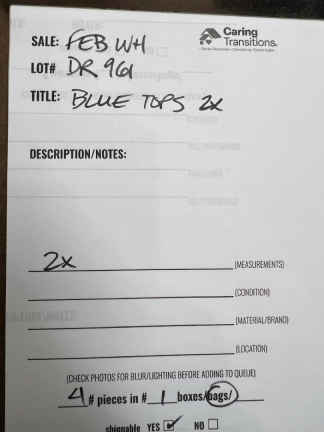 Caring
Transitions.
SALE: FEB WH
LOT# DR 961
TITLE: BLUE TOPS 2X
DESCRIPTION/NOTES:
2x (MEASUREMENTS)
(CONDITION)
(MATERIAL/BRAND)
(LOCATION)
(CHECK PHOTOS FOR BLUR/LIGHTING BEFORE ADDING TO QUEUE)
4 # pieces in # 1 boxes/bags/
shippable YES NO